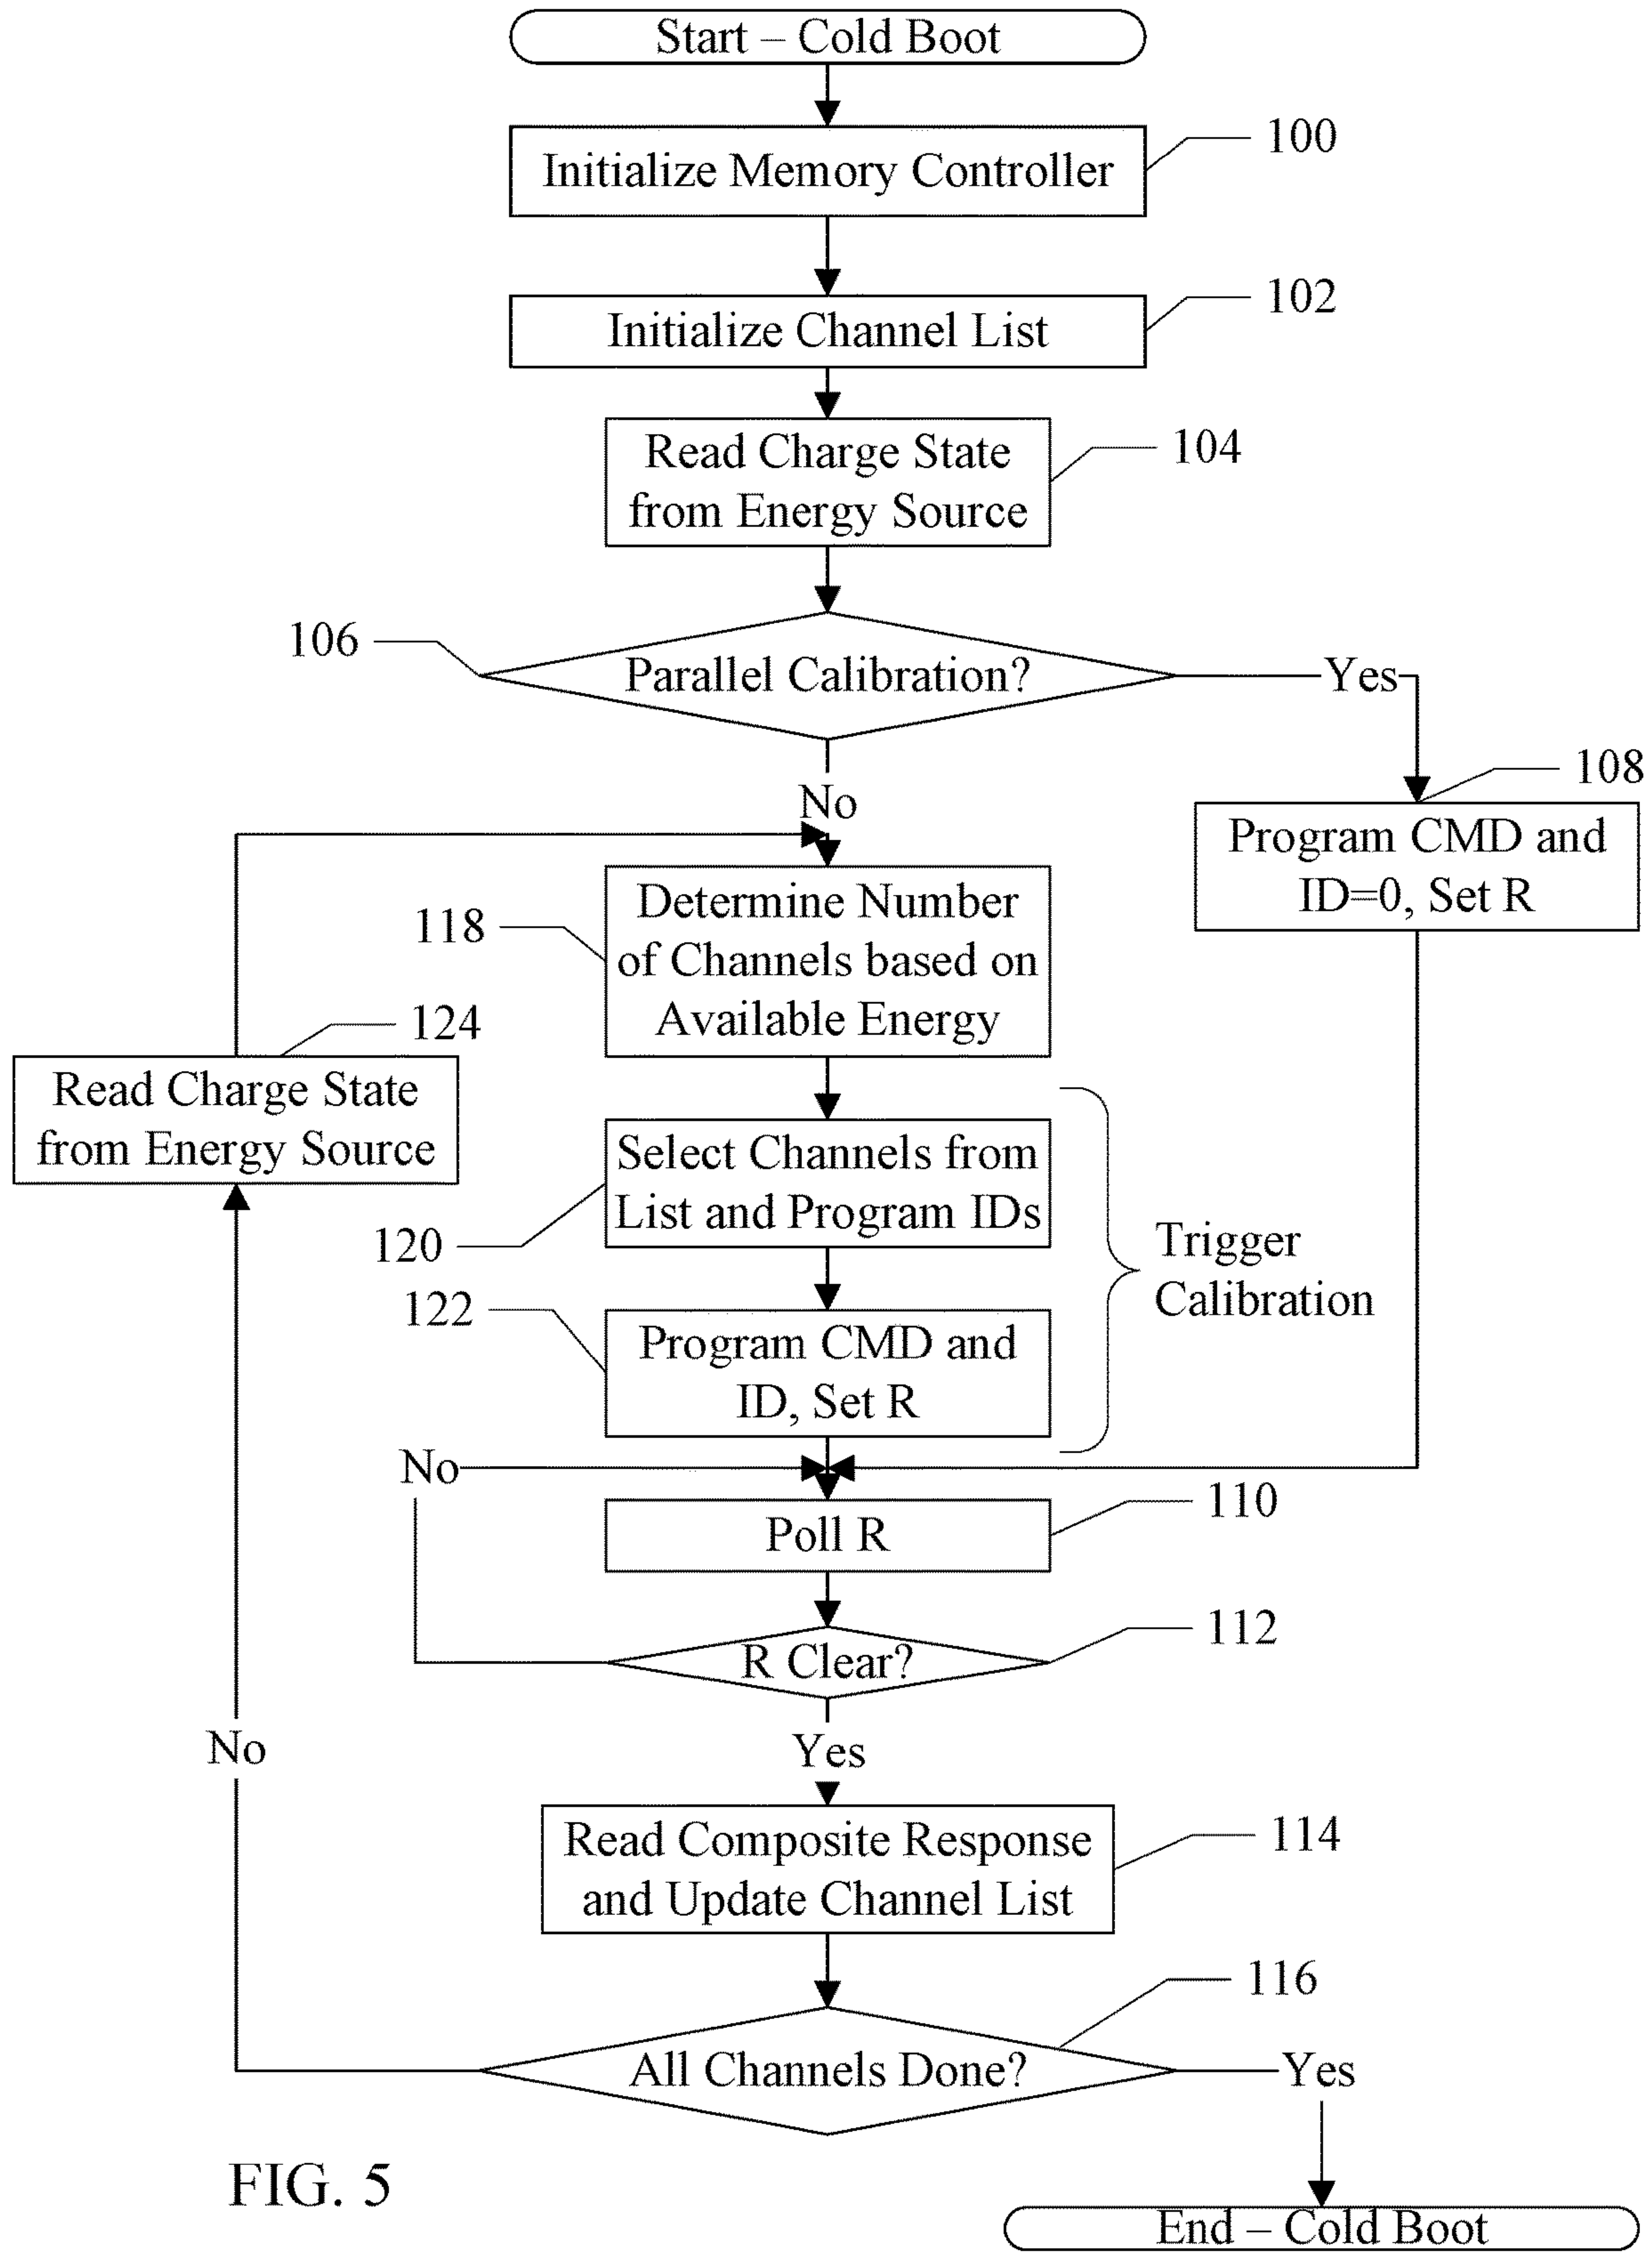 Start – Cold Boot
100
Initialize Memory Controller
102
Initialize Channel List
104
Read Charge State
from Energy Source
106
Parallel Calibration?
Yes
No
108
Program CMD and
ID=0, Set R
118
Determine Number
of Channels based on
Available Energy
124
Read Charge State
from Energy Source
120
Select Channels from
List and Program IDs
Trigger
Calibration
122
Program CMD and
ID, Set R
No
110
Poll R
112
R Clear?
No
Yes
114
Read Composite Response
and Update Channel List
116
All Channels Done?
Yes
FIG. 5
End – Cold Boot